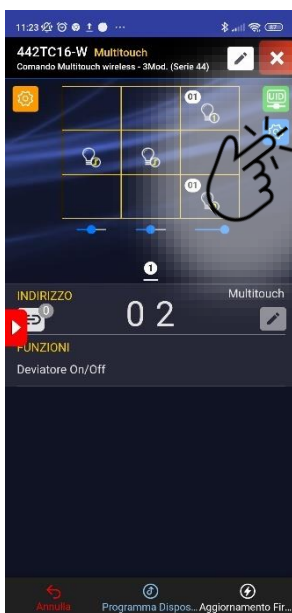 11:23
442TC16-W Multitouch
Comando Multitouch wireless - 3Mod. (Serie 44)
01
UID
01
1
INDIRIZZO
Multitouch
0
0 2
FUNZIONI
Deviatore On/Off
Annulla
Programma Dispos... Aggiornamento Fir...